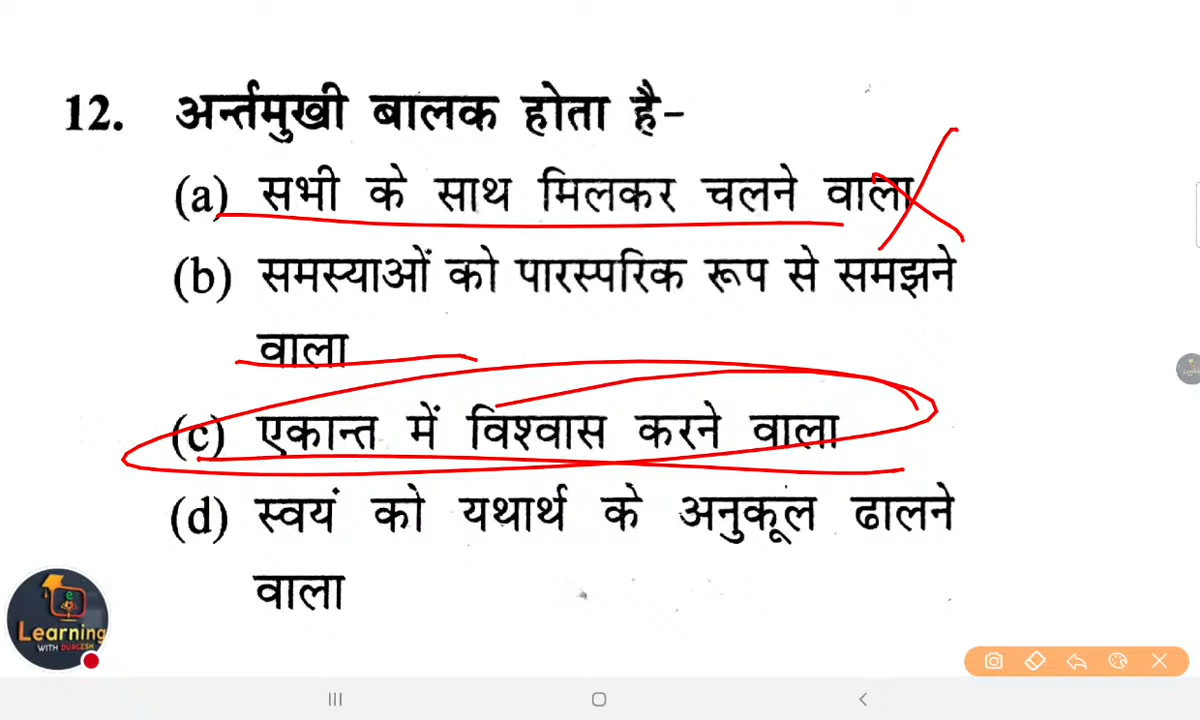 12. अर्न्तमुखी बालक होता है-
(a) सभी के साथ मिलकर चलने वाला
(b) समस्याओं को पारस्परिक रूप से समझने
वाला
(c) एकान्त में विश्वास करने वाला
(d) स्वयं को यथार्थ के अनुकूल ढालने
वाला
Learning
WITH DURGESH